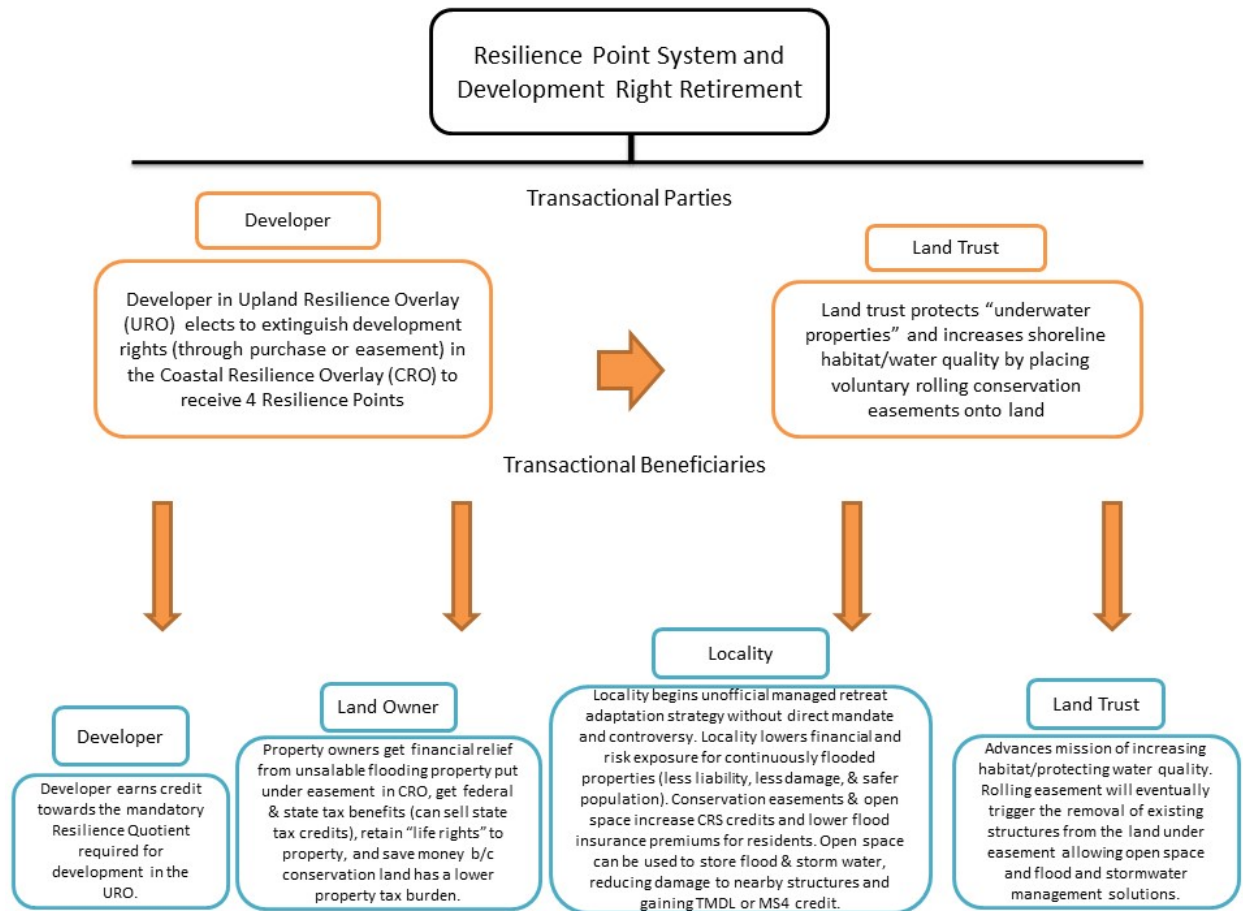 Resilience Point System and
Development Right Retirement
Transactional Parties
Developer
Developer in Upland Resilience Overlay
(URO) elects to extinguish development
rights (through purchase or easement) in
the Coastal Resilience Overlay (CRO) to
receive 4 Resilience Points
Land Trust
Land trust protects “underwater
properties” and increases shoreline
habitat/water quality by placing
voluntary rolling conservation
easements onto land
Transactional Beneficiaries
Developer
Developer earns credit
towards the mandatory
Resilience Quotient
required for
development in the
URO.
Land Owner
Property owners get financial relief
from unsalable flooding property put
under easement in CRO, get federal
& state tax benefits (can sell state
tax credits), retain “life rights” to
property, and save money b/c
conservation land has a lower
property tax burden.
Locality
Locality begins unofficial managed retreat
adaptation strategy without direct mandate
and controversy. Locality lowers financial and
risk exposure for continuously flooded
properties (less liability, less damage, & safer
population). Conservation easements & open
space increase CRS credits and lower flood
insurance premiums for residents. Open space
can be used to store flood & storm water,
reducing damage to nearby structures and
gaining TMDL or MS4 credit.
Land Trust
Advances mission of increasing
habitat/protecting water quality.
Rolling easement will eventually
trigger the removal of existing
structures from the land under
easement allowing open space
and flood and stormwater
management solutions.